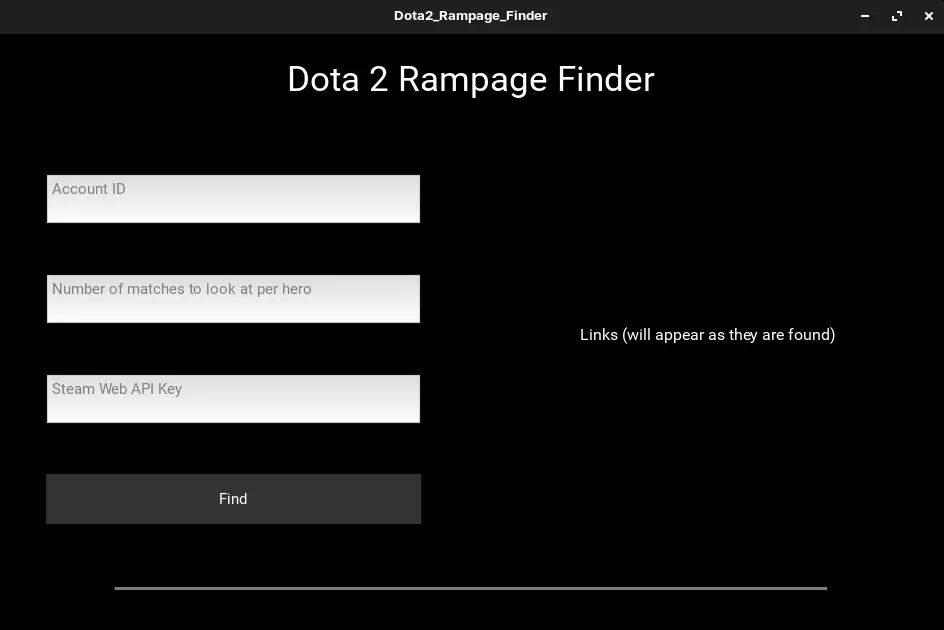 Dota2_Rampage_Finder
Dota 2 Rampage Finder
Account ID
Number of matches to look at per hero
Links (will appear as they are found)
Steam Web API Key
Find